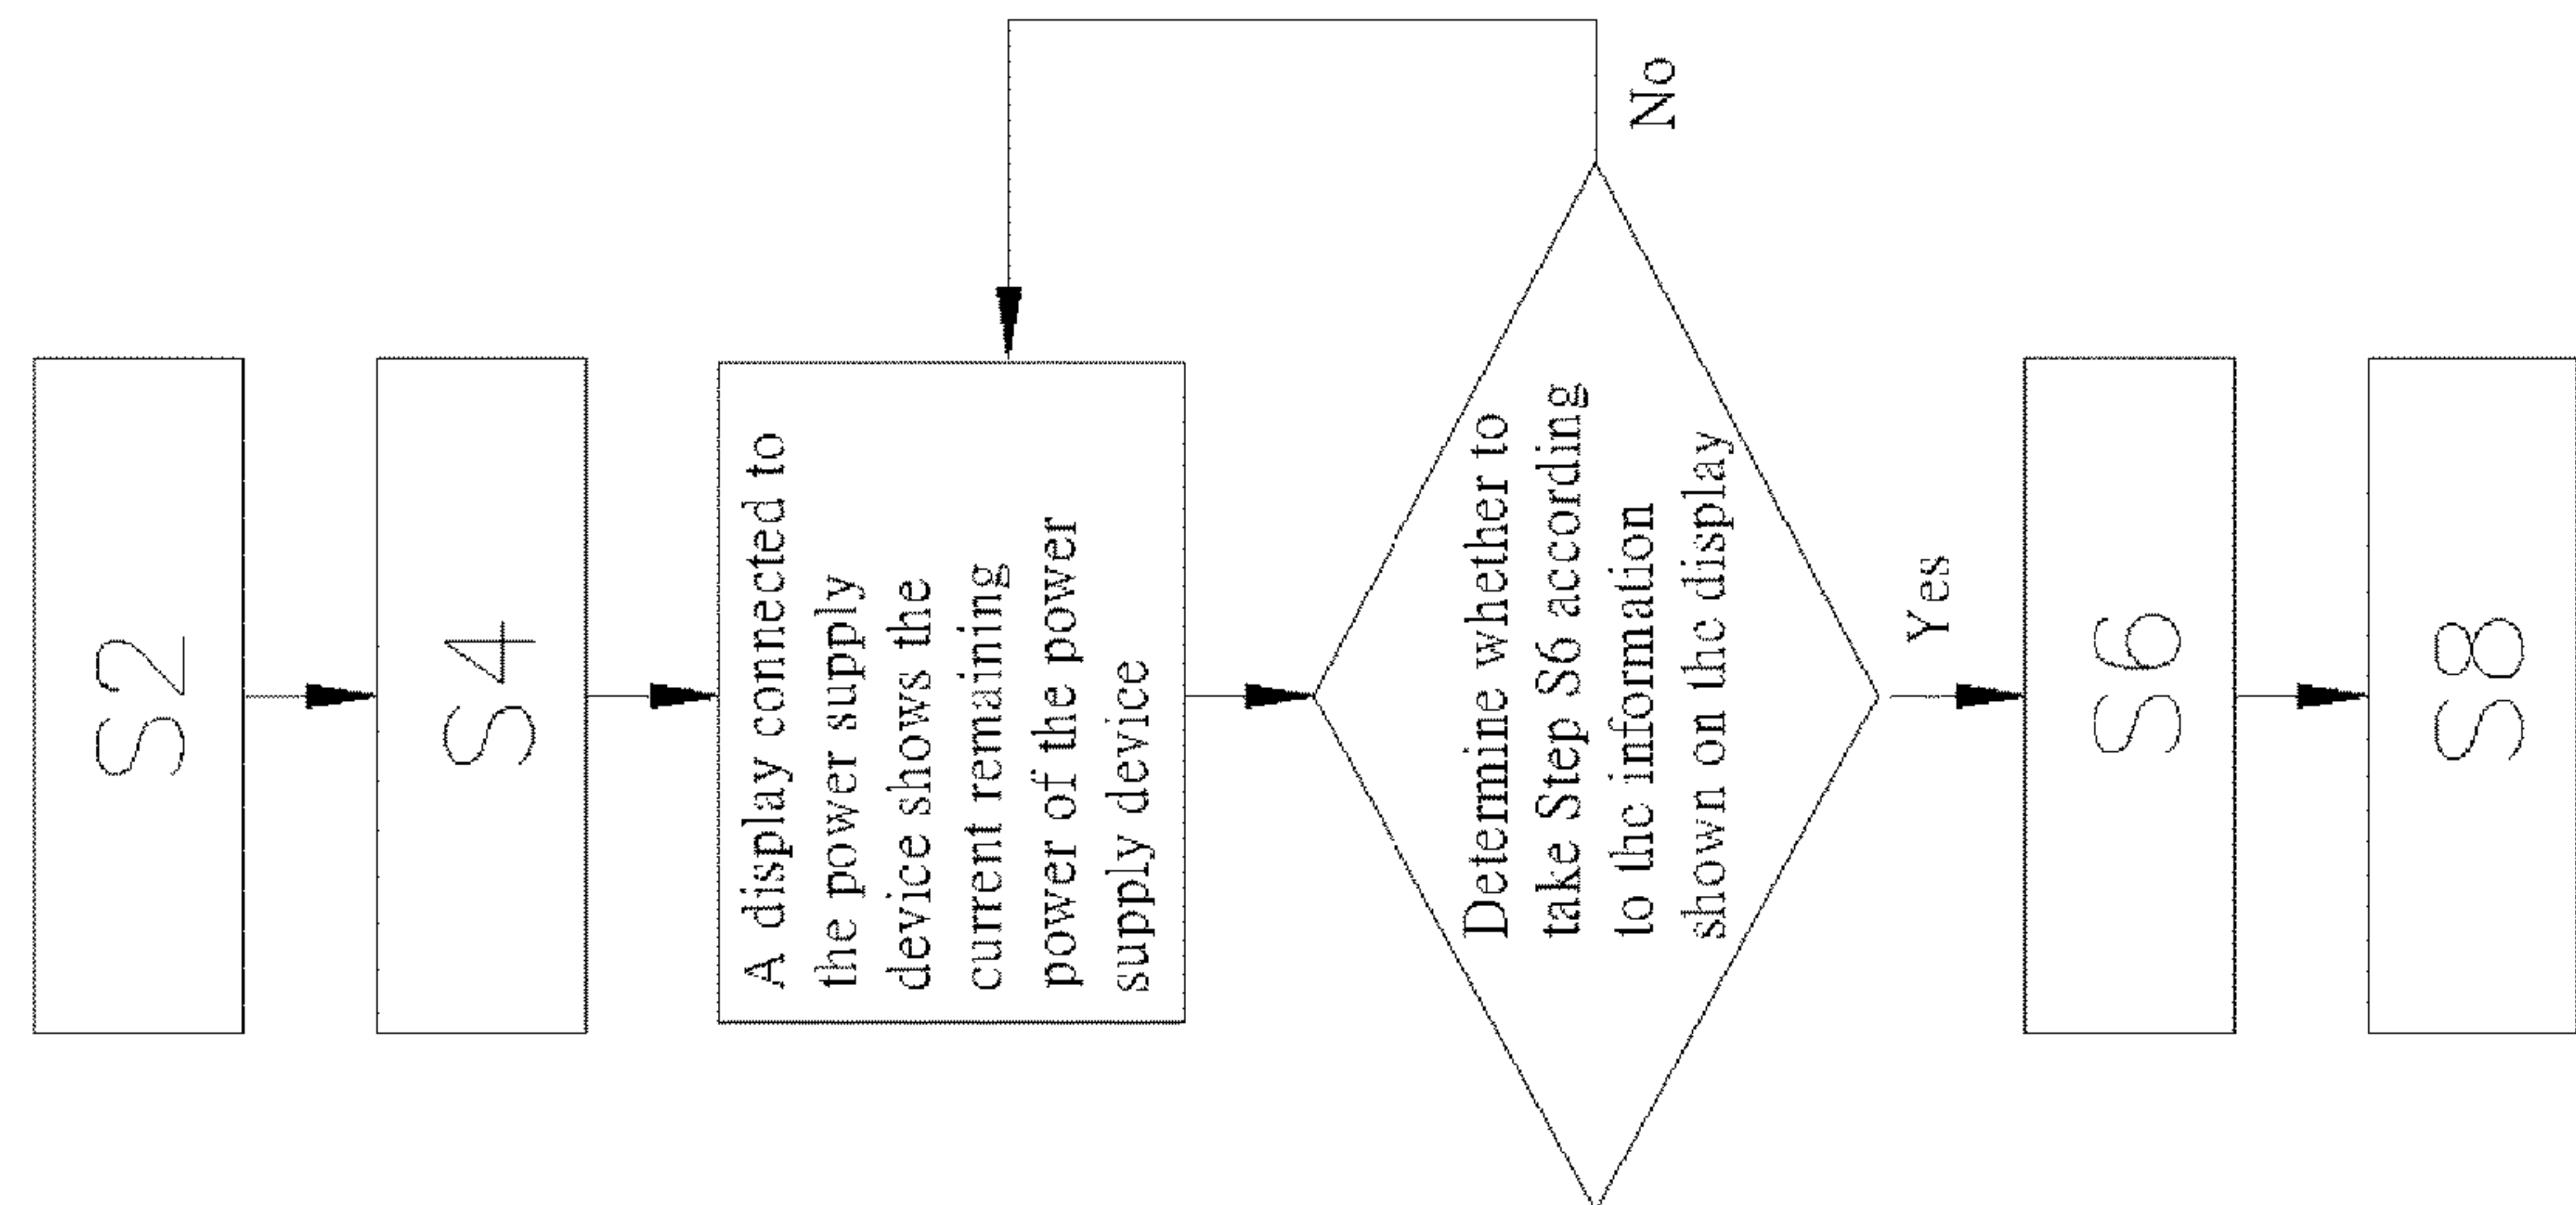 S2
S4
A display connected to
the power supply
device shows the
current remaining
power of the power
supply device
Determine whether to
take Step S6 according
to the information
shown on the display
No
Yes
S6
S8